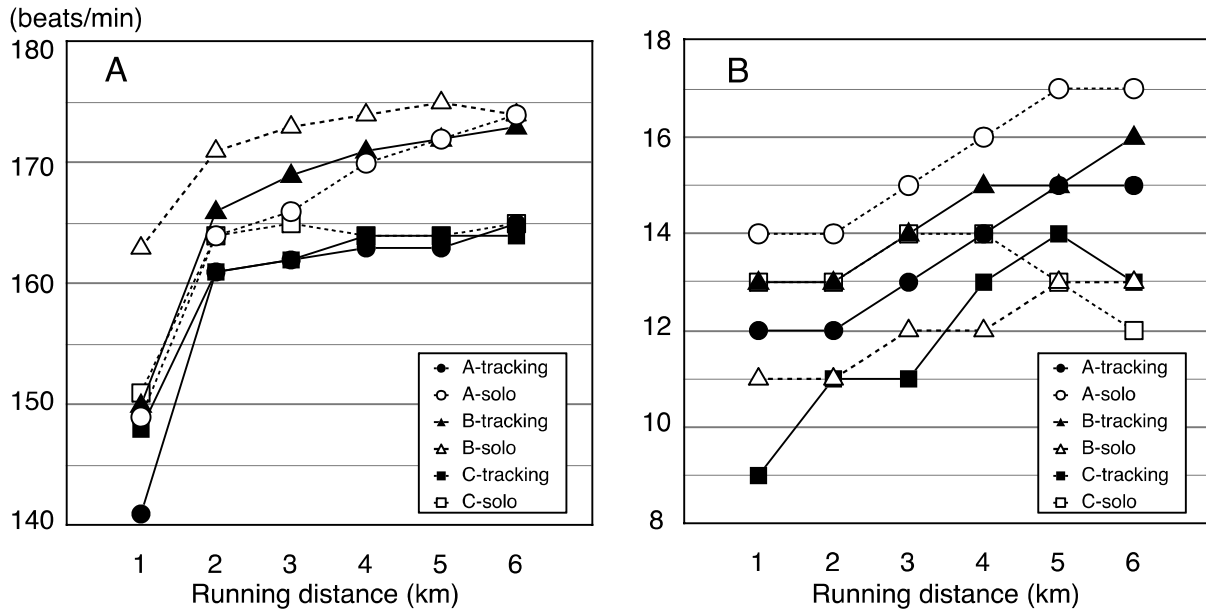 (beats/min)
A
180
170
160
150
140
A-tracking
A-solo
B-tracking
B-solo
C-tracking
C-solo
1 2 3 4 5 6
Running distance (km)
B
18
16
14
12
10
8
A-tracking
A-solo
B-tracking
B-solo
C-tracking
C-solo
1 2 3 4 5 6
Running distance (km)